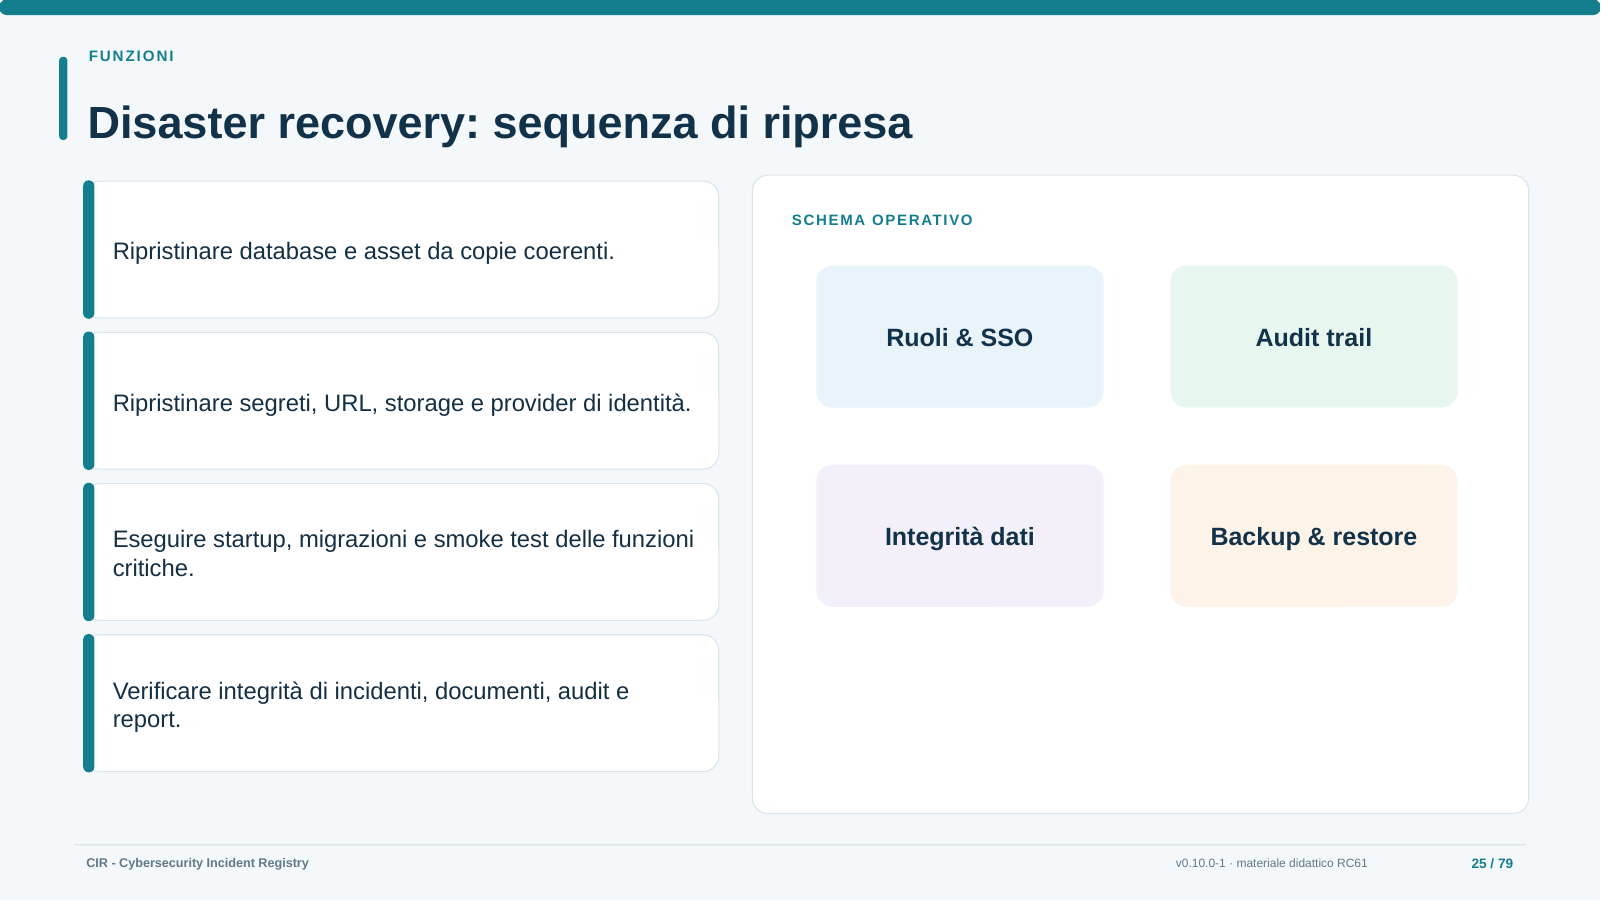 FUNZIONI
Disaster recovery: sequenza di ripresa
Ripristinare database e asset da copie coerenti.
Ripristinare segreti, URL, storage e provider di identità.
Eseguire startup, migrazioni e smoke test delle funzioni
critiche.
Verificare integrità di incidenti, documenti, audit e
report.
SCHEMA OPERATIVO
Ruoli & SSO
Audit trail
Integrità dati
Backup & restore
CIR - Cybersecurity Incident Registry
v0.10.0-1 · materiale didattico RC61
25 / 79